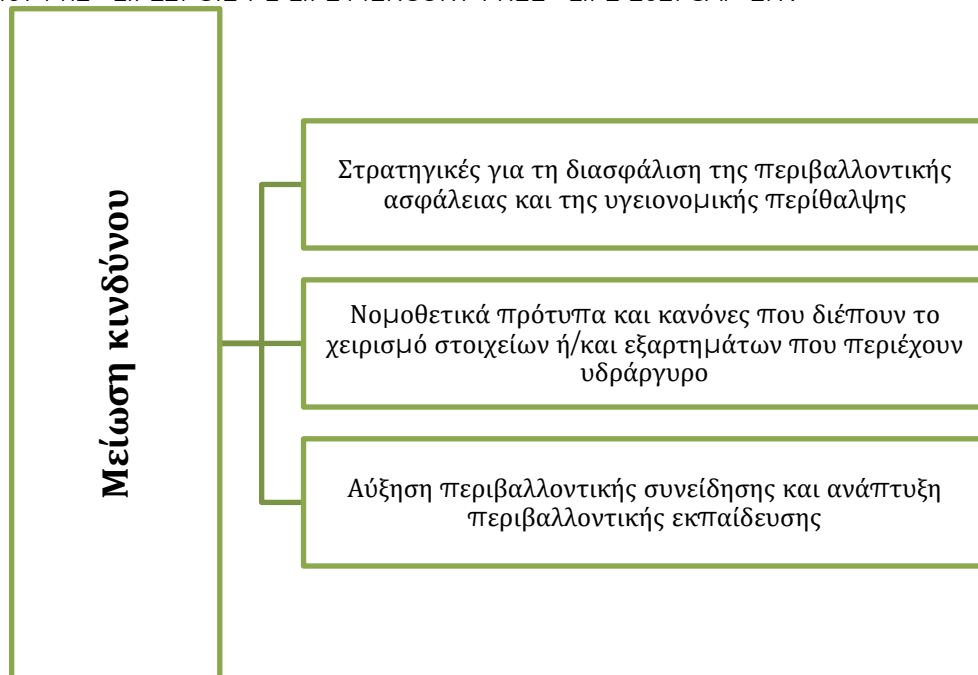 Μείωση κινδύνου
Στρατηγικές για τη διασφάλιση της περιβαλλοντικής
ασφάλειας και της υγειονομικής περίθαλψης
Νομοθετικά πρότυπα και κανόνες που διέπουν το
χειρισμό στοιχείων ή/και εξαρτημάτων που περιέχουν
υδράργυρο
Αύξηση περιβαλλοντικής συνείδησης και ανάπτυξη
περιβαλλοντικής εκπαίδευσης